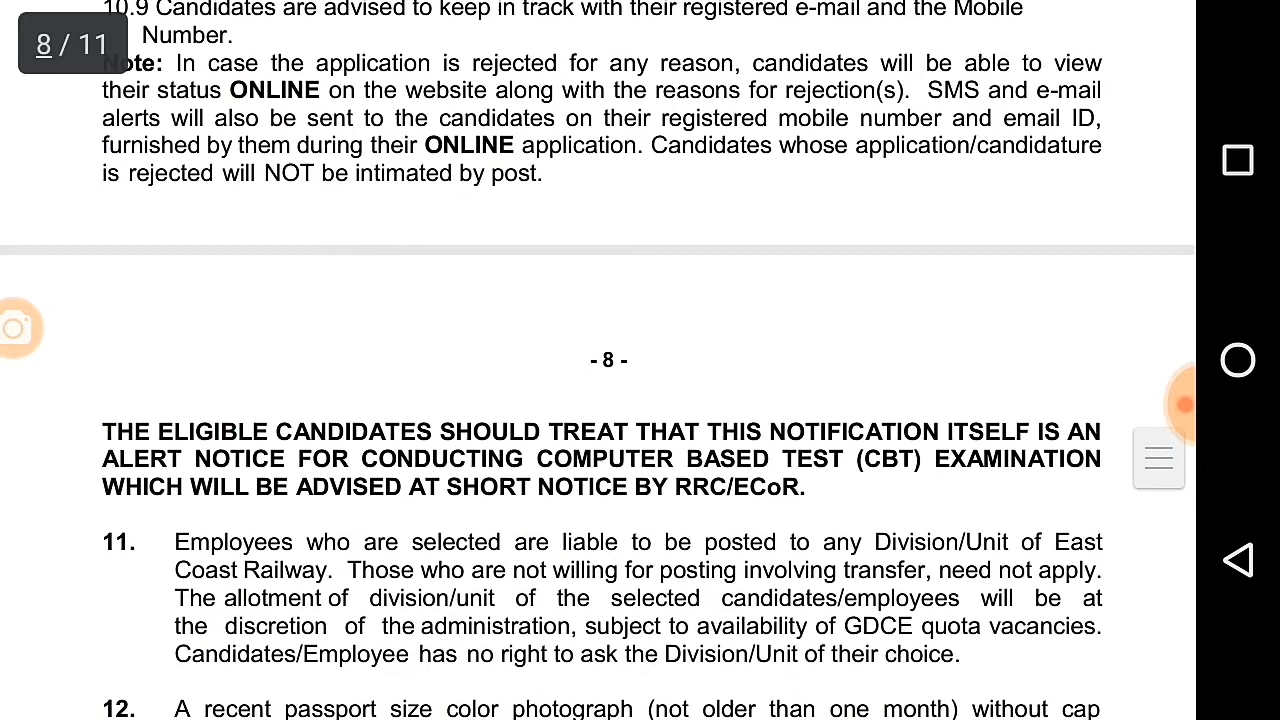 10.9 Candidates are advised to keep in track with their registered e-mail and the Mobile
8 / 11
Number.
Note: In case the application is rejected for any reason, candidates will be able to view
their status ONLINE on the website along with the reasons for rejection(s). SMS and e-mail
alerts will also be sent to the candidates on their registered mobile number and email ID,
furnished by them during their ONLINE application. Candidates whose application/candidature
is rejected will NOT be intimated by post.
- 8 -
THE ELIGIBLE CANDIDATES SHOULD TREAT THAT THIS NOTIFICATION ITSELF IS AN
ALERT NOTICE FOR CONDUCTING COMPUTER BASED TEST (CBT) EXAMINATION
WHICH WILL BE ADVISED AT SHORT NOTICE BY RRC/ECoR.
11. Employees who are selected are liable to be posted to any Division/Unit of East
Coast Railway. Those who are not willing for posting involving transfer, need not apply.
The allotment of division/unit of the selected candidates/employees will be at
the discretion of the administration, subject to availability of GDCE quota vacancies.
Candidates/Employee has no right to ask the Division/Unit of their choice.
12. A recent passport size color photograph (not older than one month) without cap